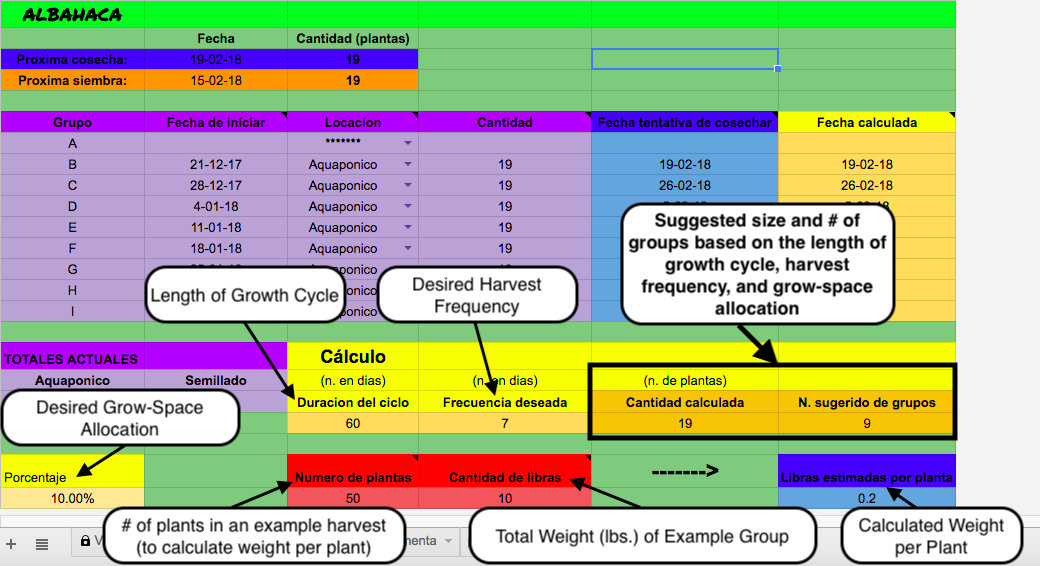 ALBAHACA
Fecha Cantidad (plantas)
Proxima cosecha: 19-02-18 19
Proxima siembra: 15-02-18 19
Grupo Fecha de iniciar Locacion Cantidad Fecha tentativa de cosechar Fecha calculada
A *******
B 21-12-17 Aquaponico 19 19-02-18 19-02-18
C 28-12-17 Aquaponico 19 26-02-18 26-02-18
D 4-01-18 Aquaponico 19
E 11-01-18 Aquaponico 19
F 18-01-18 Aquaponico 19
G
H
I
Suggested size and # of
groups based on the length of
growth cycle, harvest
frequency, and grow-space
allocation
Length of Growth Cycle
Desired Harvest
Frequency
TOTALES ACTUALES Cálculo
Aquaponico Semillado (n. en dias) (n. en dias) (n. de plantas)
Duracion del ciclo Frecuencia deseada Cantidad calculada N. sugerido de grupos
60 7 19 9
Desired Grow-Space
Allocation
Porcentaje Numero de plantas Cantidad de libras -------> Libras estimadas por planta
10.00% 50 10 0.2
# of plants in an example harvest
(to calculate weight per plant)
Total Weight (lbs.) of Example Group
Calculated Weight
per Plant